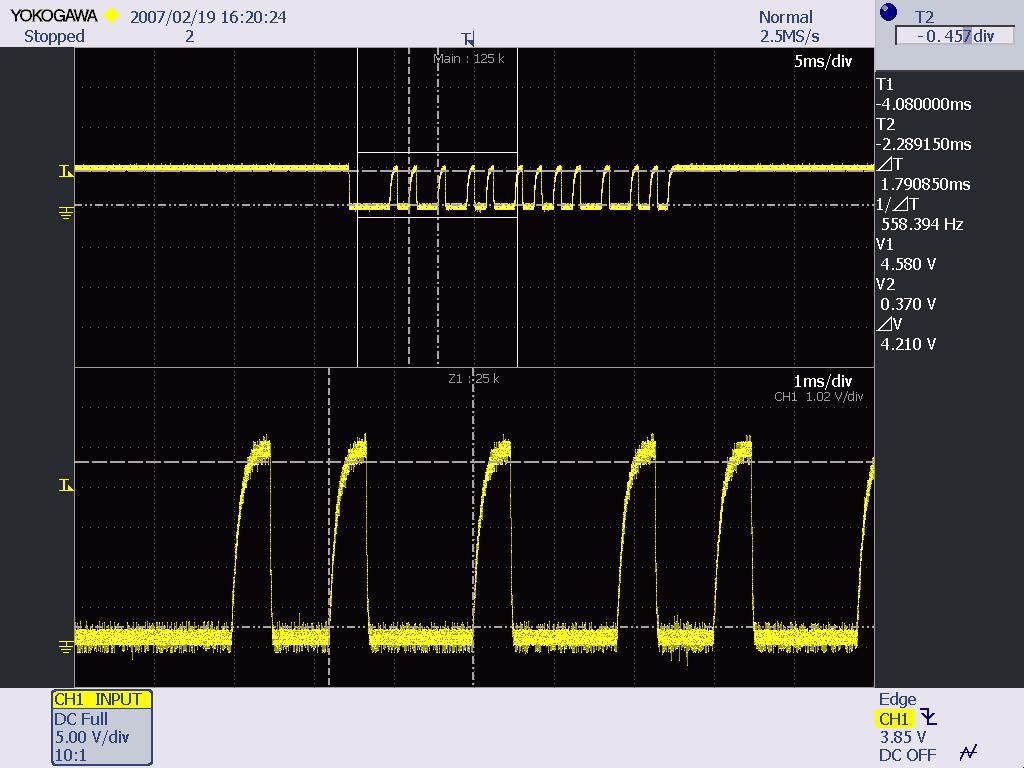 YOKOGAWA 2007/02/19 16:20:24
Stopped 2
Normal
2.5MS/s
T2
-0.457div
T
Main : 125 k
5ms/div
T
T1
-4.080000ms
T2
-2.289150ms
⊿T
1.790850ms
1/⊿T
558.394 Hz
V1
4.580 V
V2
0.370 V
⊿V
4.210 V
Z1 : 25 k
1ms/div
CH1 1.02 V/div
T
CH1 INPUT
DC Full
5.00 V/div
10:1
Edge
CH1
3.85 V
DC OFF